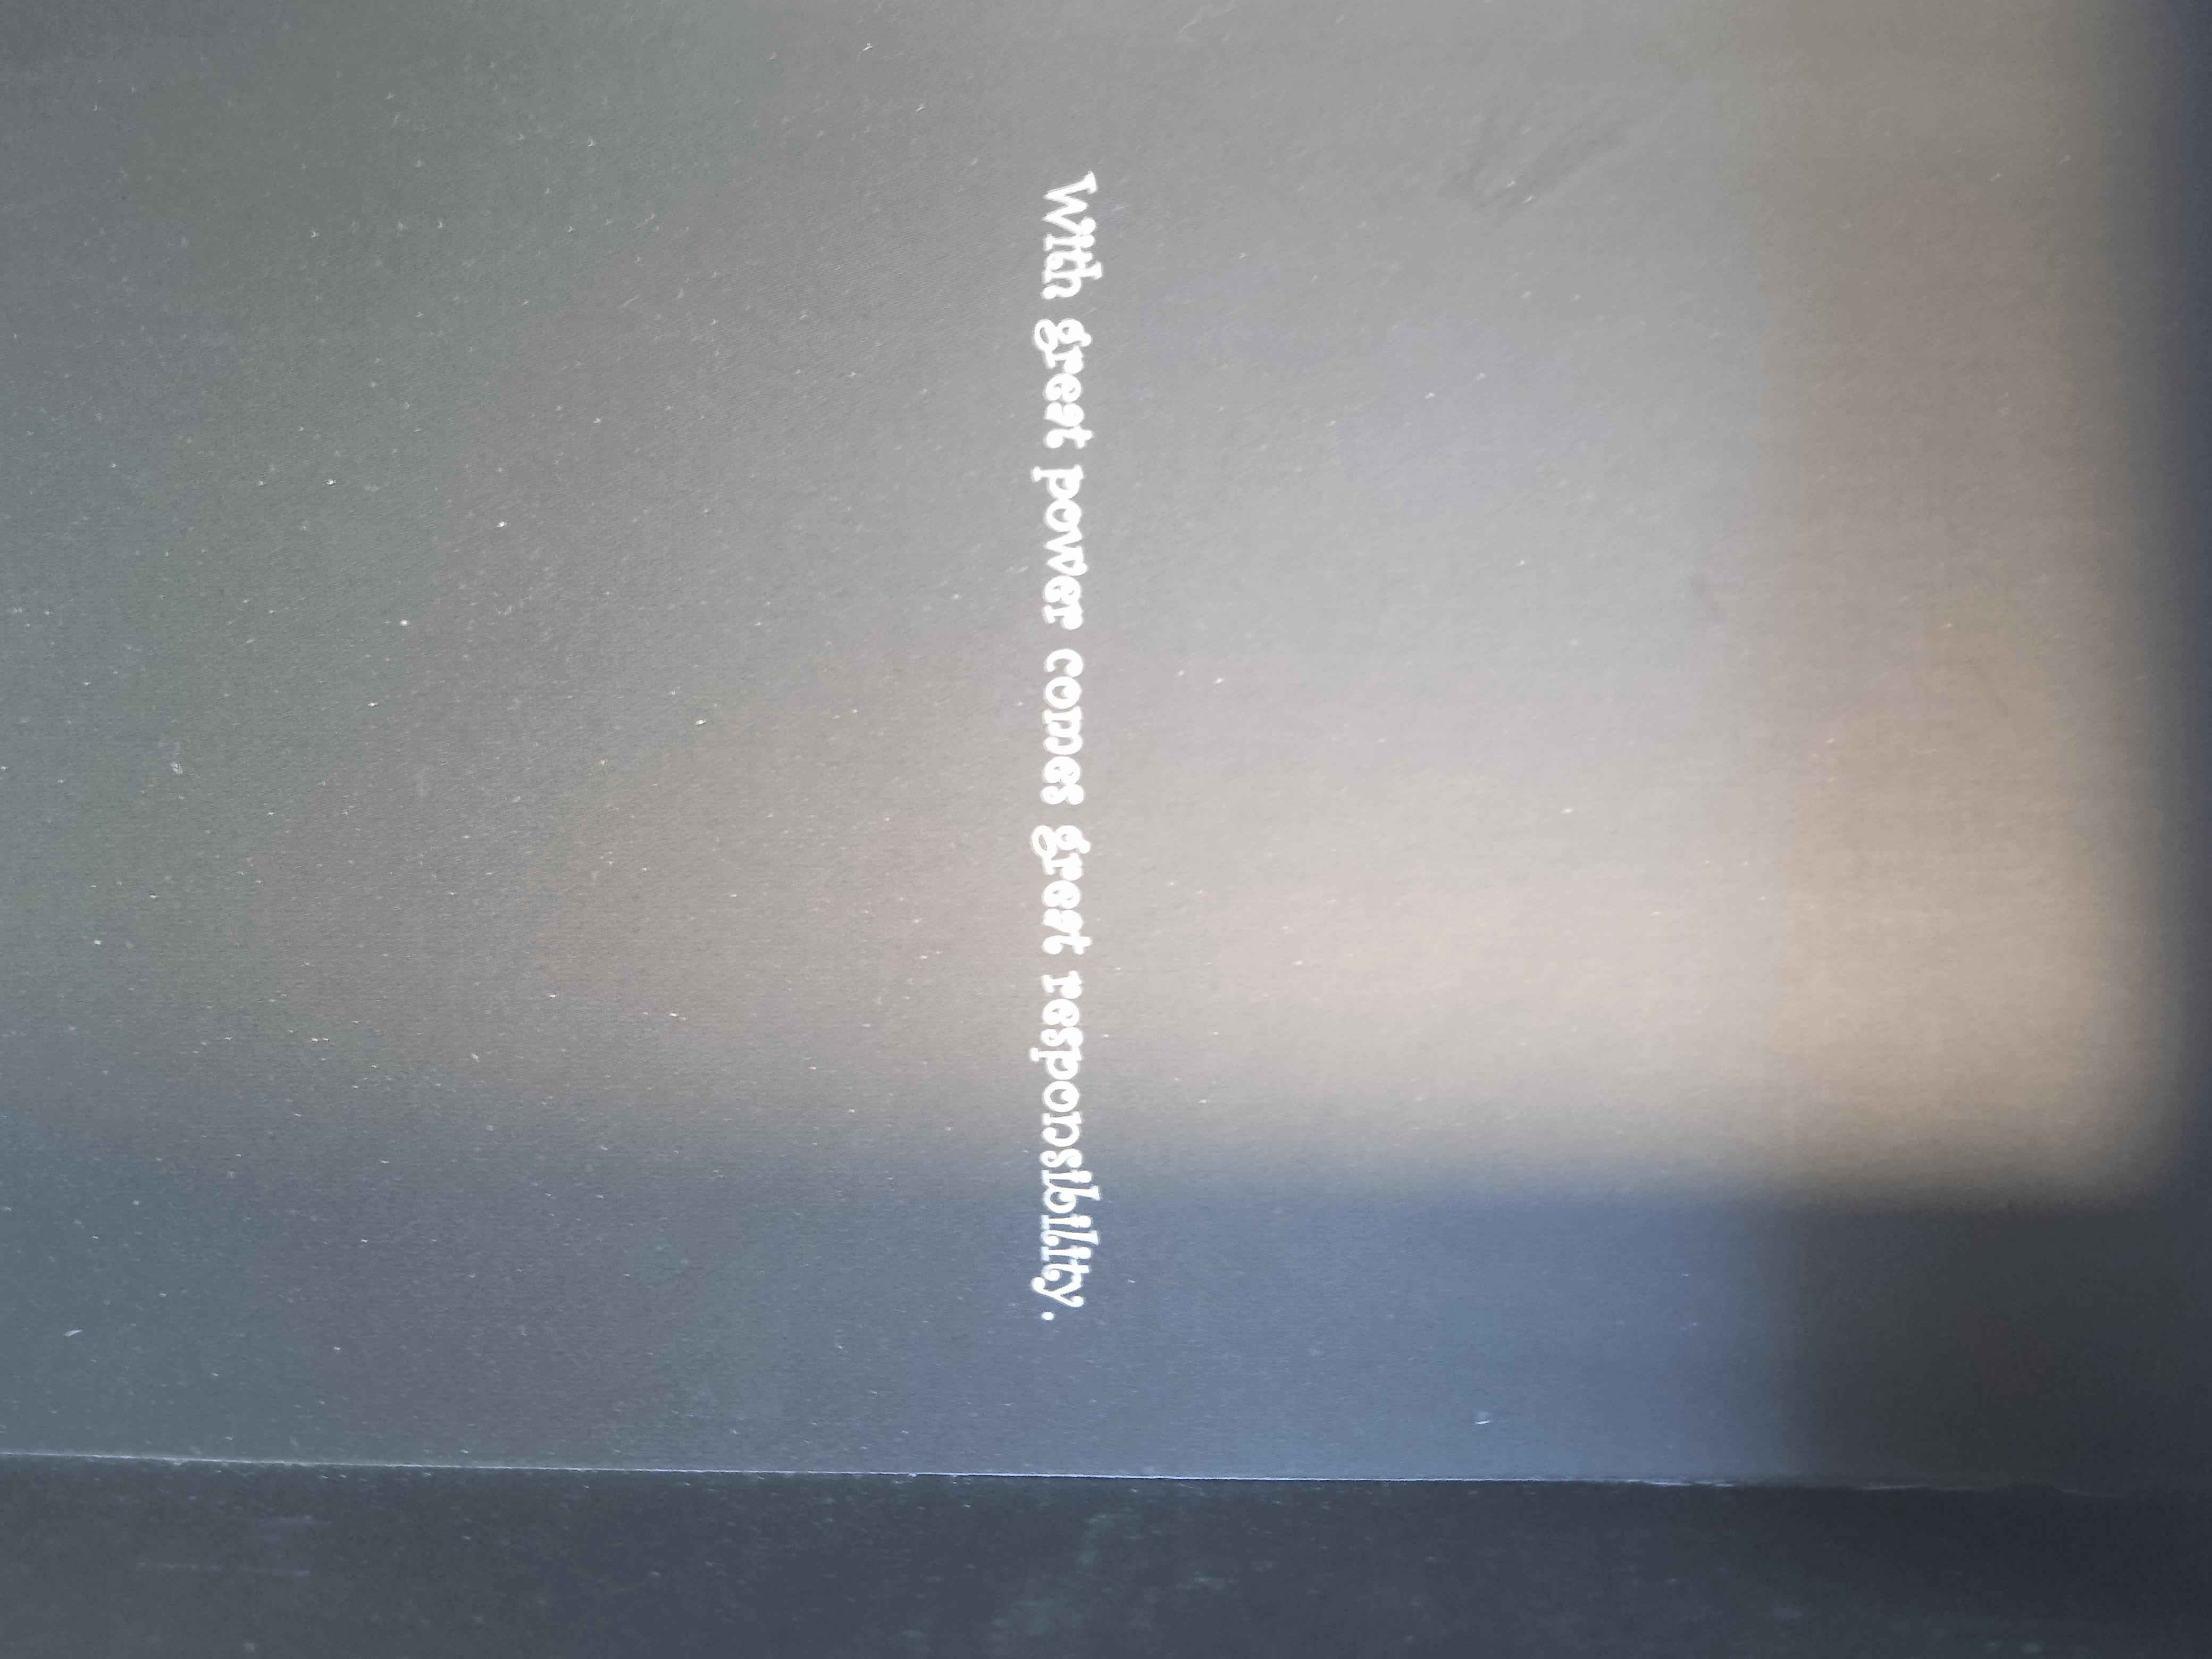 With great power comes great responsibility.